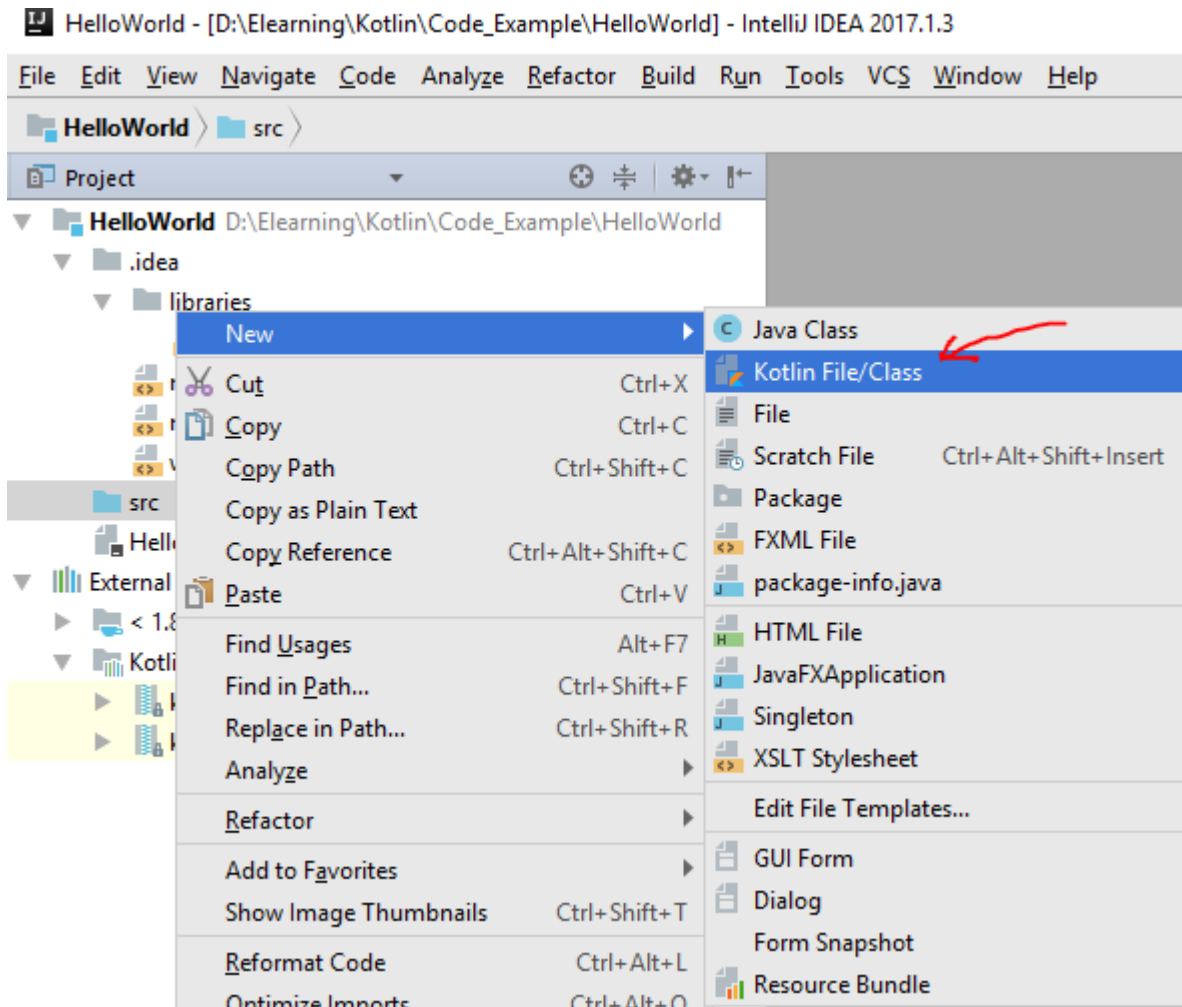 HelloWorld - [D:\Elearning\Kotlin\Code_Example\HelloWorld] - IntelliJ IDEA 2017.1.3
File Edit View Navigate Code Analyze Refactor Build Run Tools VCS Window Help
HelloWorld src
Project
HelloWorld D:\Elearning\Kotlin\Code_Example\HelloWorld
.idea
libraries
src
External
< 1.8
New
Cut Ctrl+X
Copy Ctrl+C
Copy Path Ctrl+Shift+C
Copy as Plain Text
Copy Reference Ctrl+Alt+Shift+C
Paste Ctrl+V
Find Usages Alt+F7
Find in Path... Ctrl+Shift+F
Replace in Path... Ctrl+Shift+R
Analyze
Refactor
Add to Favorites
Show Image Thumbnails Ctrl+Shift+T
Reformat Code Ctrl+Alt+L
Optimize Imports Ctrl+Alt+O
Java Class
Kotlin File/Class
File
Scratch File Ctrl+Alt+Shift+Insert
Package
FXML File
package-info.java
HTML File
JavaFXApplication
Singleton
XSLT Stylesheet
Edit File Templates...
GUI Form
Dialog
Form Snapshot
Resource Bundle